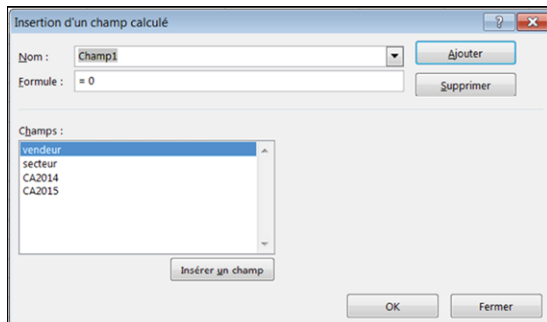 Insertion d'un champ calculé
Nom : Champ1 Ajouter
Formule : = 0 Supprimer
Champs :
vendeur
secteur
CA2014
CA2015
Insérer un champ
OK Fermer